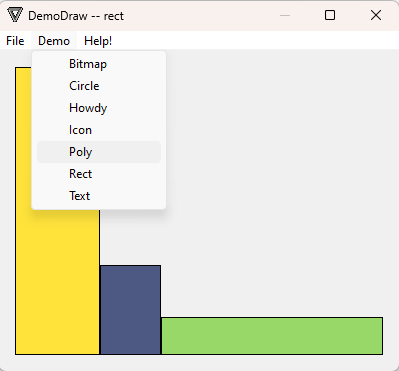 DemoDraw -- rect
File Demo Help!
Bitmap
Circle
Howdy
Icon
Poly
Rect
Text